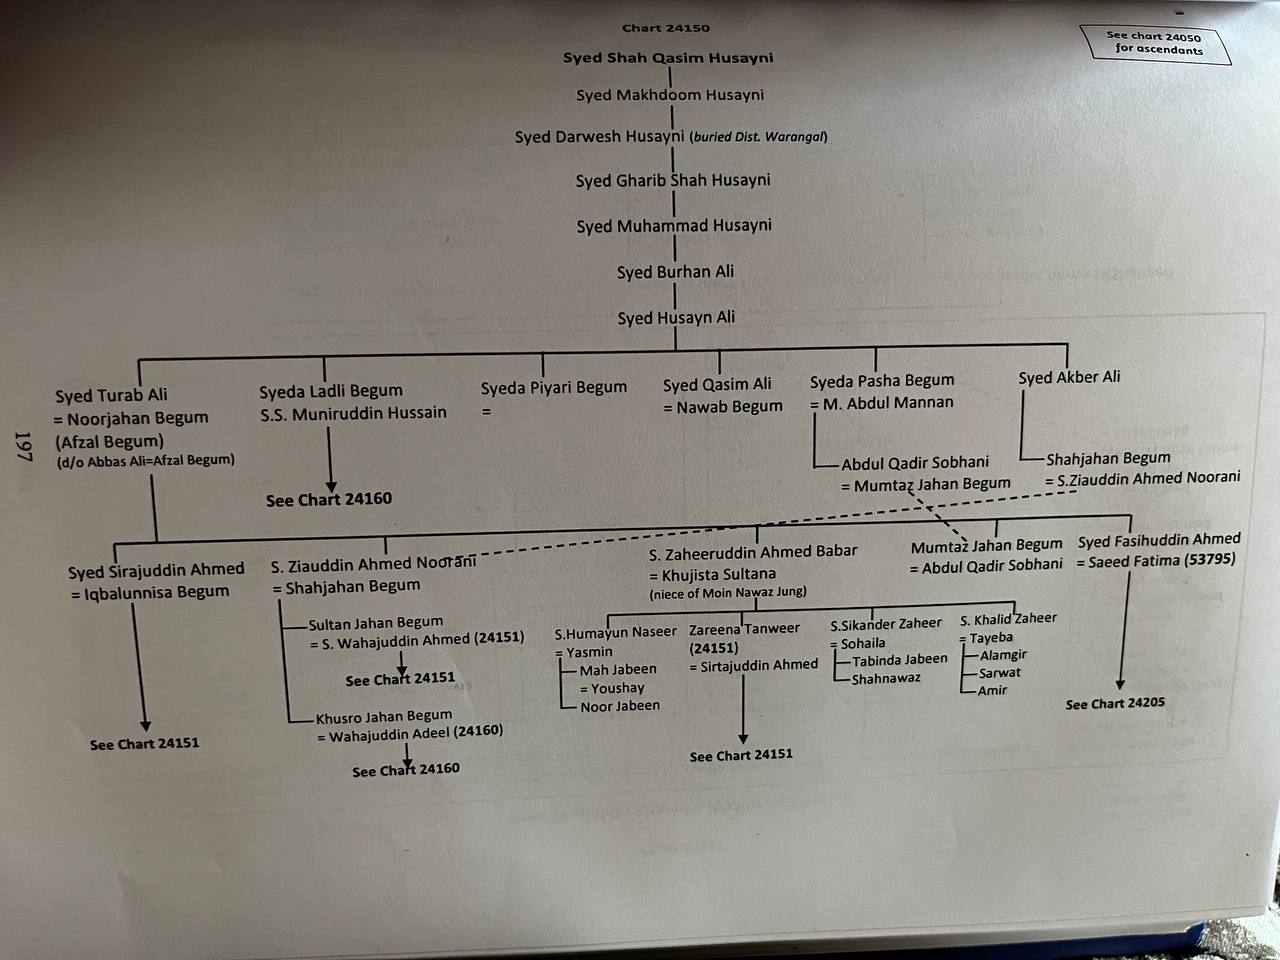 Chart 24150
See chart 24050
for ascendants
Syed Shah Qasim Husayni
Syed Makhdoom Husayni
Syed Darwesh Husayni (buried Dist. Warangal)
Syed Gharib Shah Husayni
Syed Muhammad Husayni
Syed Burhan Ali
Syed Husayn Ali
Syed Turab Ali
= Noorjahan Begum
(Afzal Begum)
(d/o Abbas Ali=Afzal Begum)
Syeda Ladli Begum
S.S. Muniruddin Hussain
See Chart 24160
Syeda Piyari Begum
=
Syed Qasim Ali
= Nawab Begum
Syeda Pasha Begum
= M. Abdul Mannan
Abdul Qadir Sobhani
= Mumtaz Jahan Begum
Syed Akber Ali
Shahjahan Begum
= S.Ziauddin Ahmed Noorani
197
Syed Sirajuddin Ahmed
= Iqbalunnisa Begum
See Chart 24151
S. Ziauddin Ahmed Noorani
= Shahjahan Begum
Sultan Jahan Begum
= S. Wahajuddin Ahmed (24151)
See Chart 24151
Khusro Jahan Begum
= Wahajuddin Adeel (24160)
See Chart 24160
S. Zaheeruddin Ahmed Babar
= Khujista Sultana
(niece of Moin Nawaz Jung)
S.Humayun Naseer
= Yasmin
Mah Jabeen
= Youshay
Noor Jabeen
Zareena Tanweer
(24151)
= Sirtajuddin Ahmed
See Chart 24151
S.Sikander Zaheer
= Sohaila
Tabinda Jabeen
Shahnawaz
S. Khalid Zaheer
= Tayeba
Alamgir
Sarwat
Amir
Mumtaz Jahan Begum
= Abdul Qadir Sobhani
Syed Fasihuddin Ahmed
= Saeed Fatima (53795)
See Chart 24205